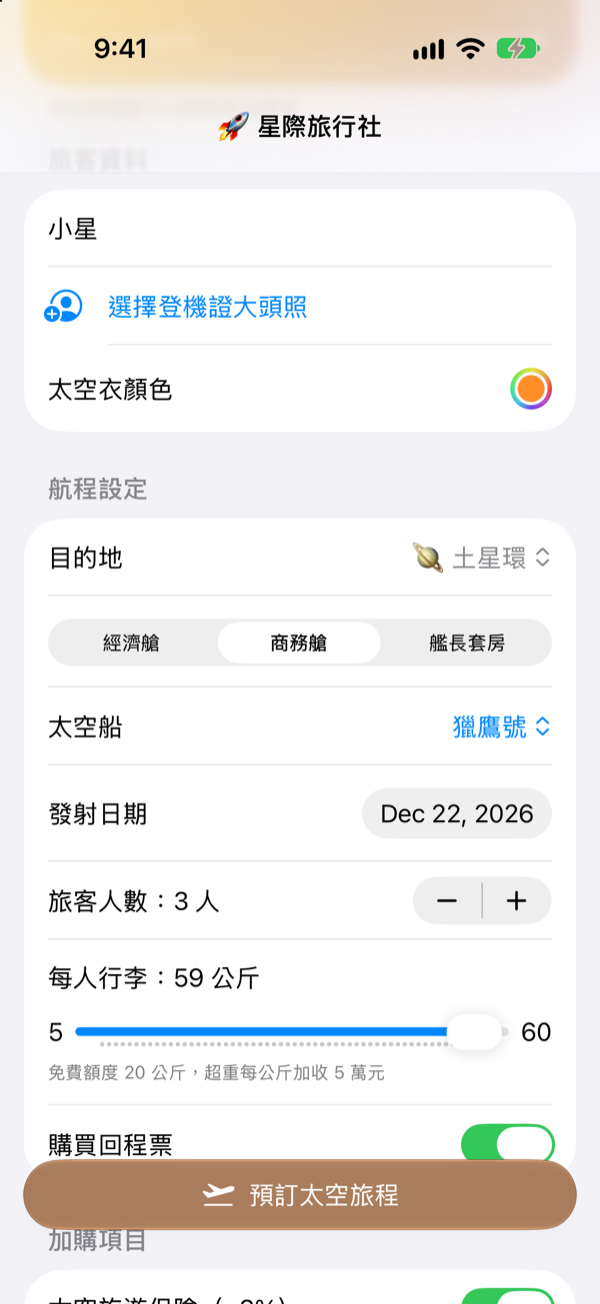 9:41
🚀 星際旅行社
旅客資料
小星
選擇登機證大頭照
太空衣顏色
航程設定
目的地 🪐 土星環
經濟艙 商務艙 艦長套房
太空船 獵鷹號
發射日期 Dec 22, 2026
旅客人數：3 人
每人行李：59 公斤
5 60
免費額度 20 公斤，超重每公斤加收 5 萬元
購買回程票
預訂太空旅程
加購項目